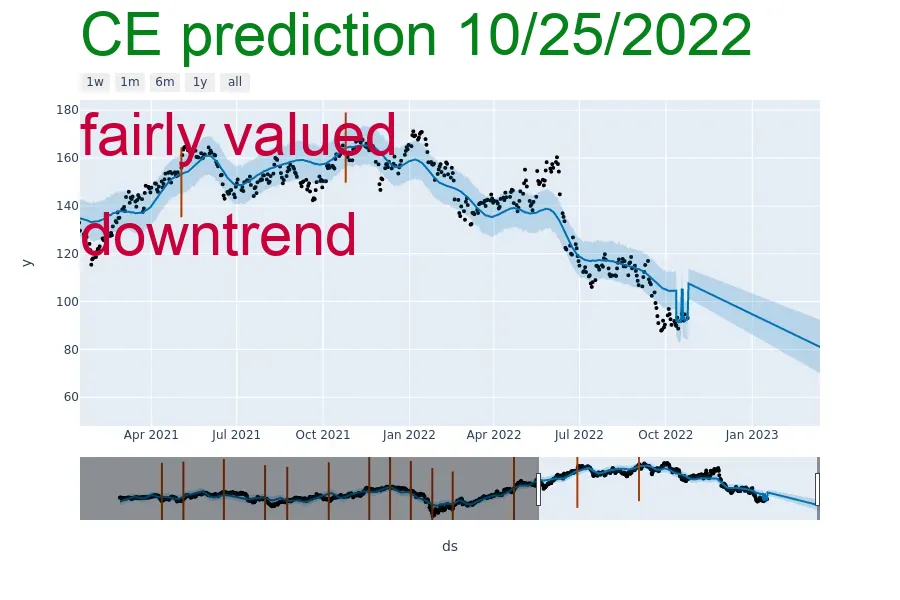 CE prediction 10/25/2022
1w 1m 6m 1y all
180
fairly valued
160
140
downtrend
120
y
100
80
60
Apr 2021 Jul 2021 Oct 2021 Jan 2022 Apr 2022 Jul 2022 Oct 2022 Jan 2023
ds